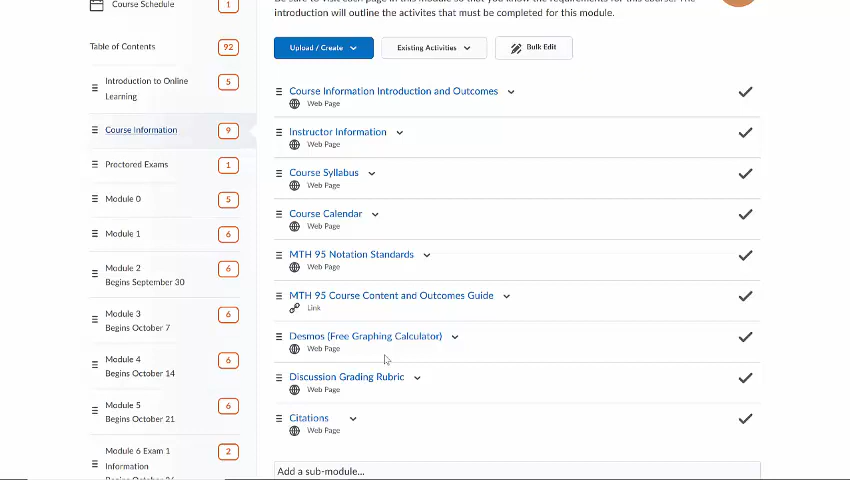 Course Schedule
1
Table of Contents
92
Introduction to Online
Learning
5
Course Information
9
Proctored Exams
1
Module 0
5
Module 1
6
Module 2
Begins September 30
6
Module 3
Begins October 7
6
Module 4
Begins October 14
6
Module 5
Begins October 21
6
Module 6 Exam 1
Information
2
Be sure to visit each page in this module so that you know the requirements for this course. The
introduction will outline the activites that must be completed for this module.
Upload / Create
Existing Activities
Bulk Edit
Course Information Introduction and Outcomes
Web Page
Instructor Information
Web Page
Course Syllabus
Web Page
Course Calendar
Web Page
MTH 95 Notation Standards
Web Page
MTH 95 Course Content and Outcomes Guide
Link
Desmos (Free Graphing Calculator)
Web Page
Discussion Grading Rubric
Web Page
Citations
Web Page
Add a sub-module...